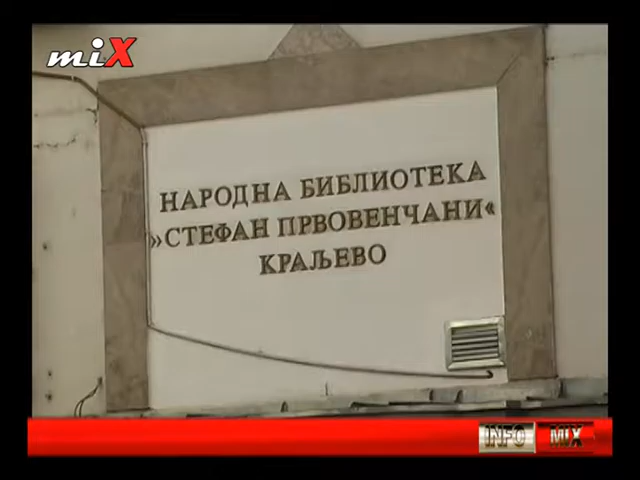 miX
НАРОДНА БИБЛИОТЕКА
»СТЕФАН ПРВОВЕНЧАНИ«
КРАЉЕВО
INFO MIX